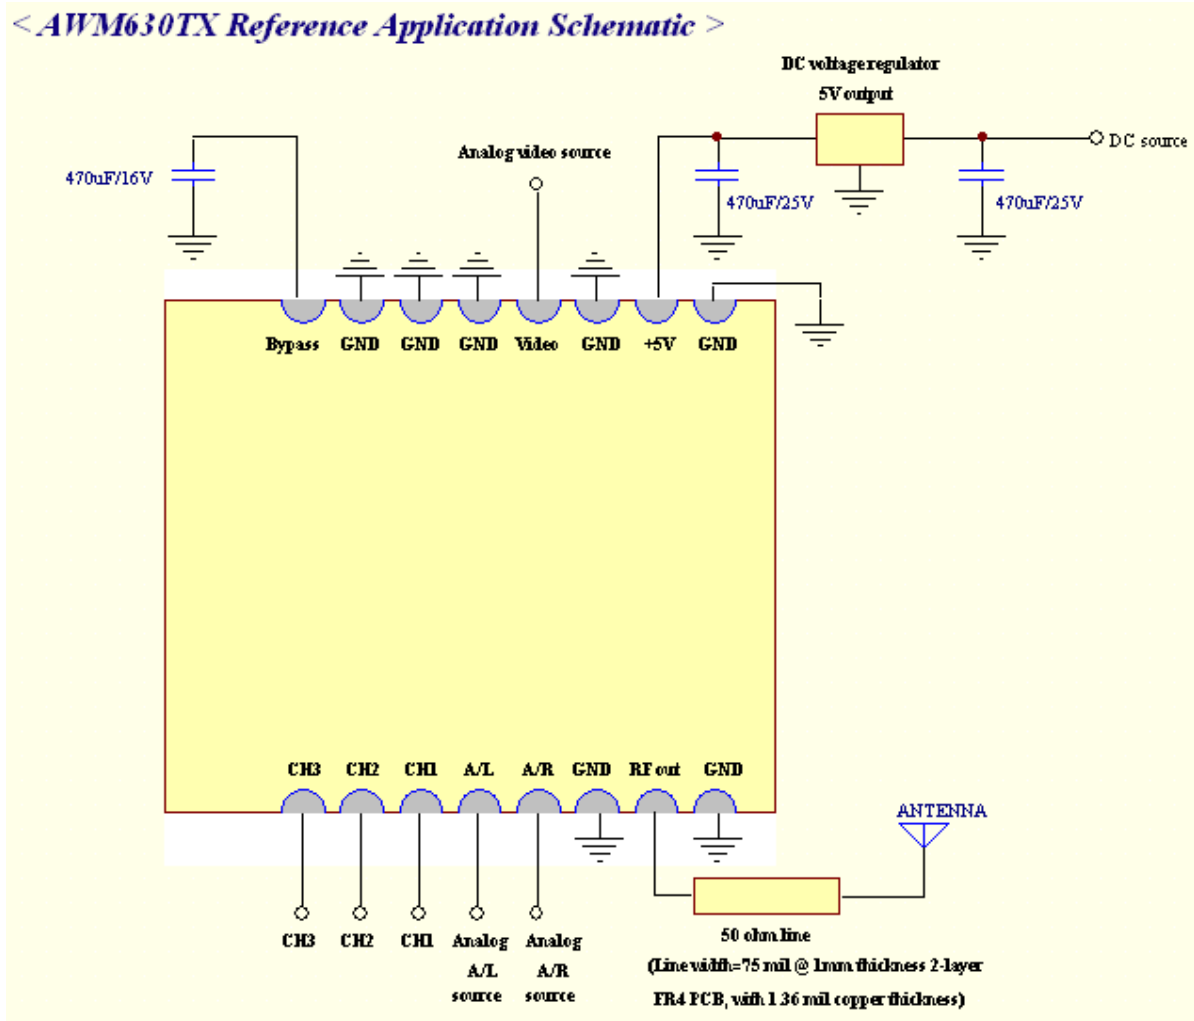 < AWM630TX Reference Application Schematic >
DC voltage regulator
5V output
DC source
Analog video source
470uF/16V
470uF/25V
470uF/25V
Bypass GND GND GND Video GND +5V GND
CH3 CH2 CH1 A/L A/R GND RF out GND
ANTENNA
CH3 CH2 CH1 Analog Analog
A/L A/R
source source
50 ohm line
(Line width=75 mil @ 1mm thickness 2-layer
FR4 PCB, with 1.36 mil copper thickness)